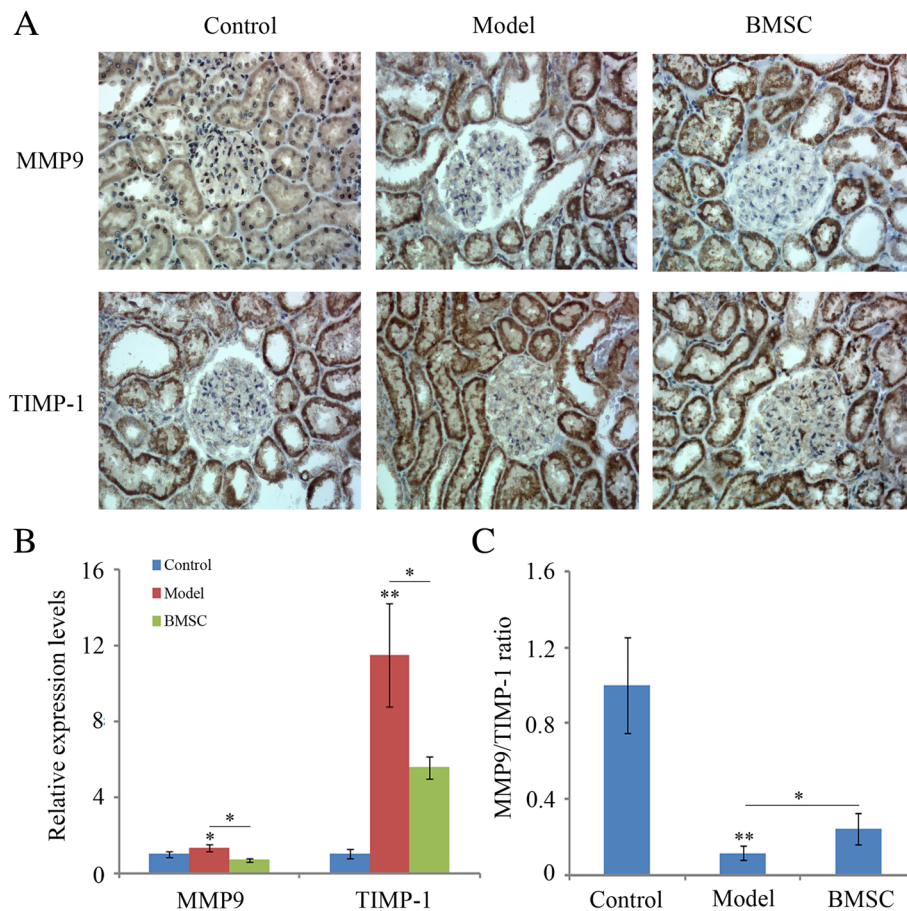 A
Control Model BMSC
MMP9
TIMP-1
B
Relative expression levels
16
12
8
4
0
Control
Model
BMSC
*
*
**
*
MMP9 TIMP-1
C
MMP9/TIMP-1 ratio
1.6
1.2
0.8
0.4
0
**
*
Control Model BMSC